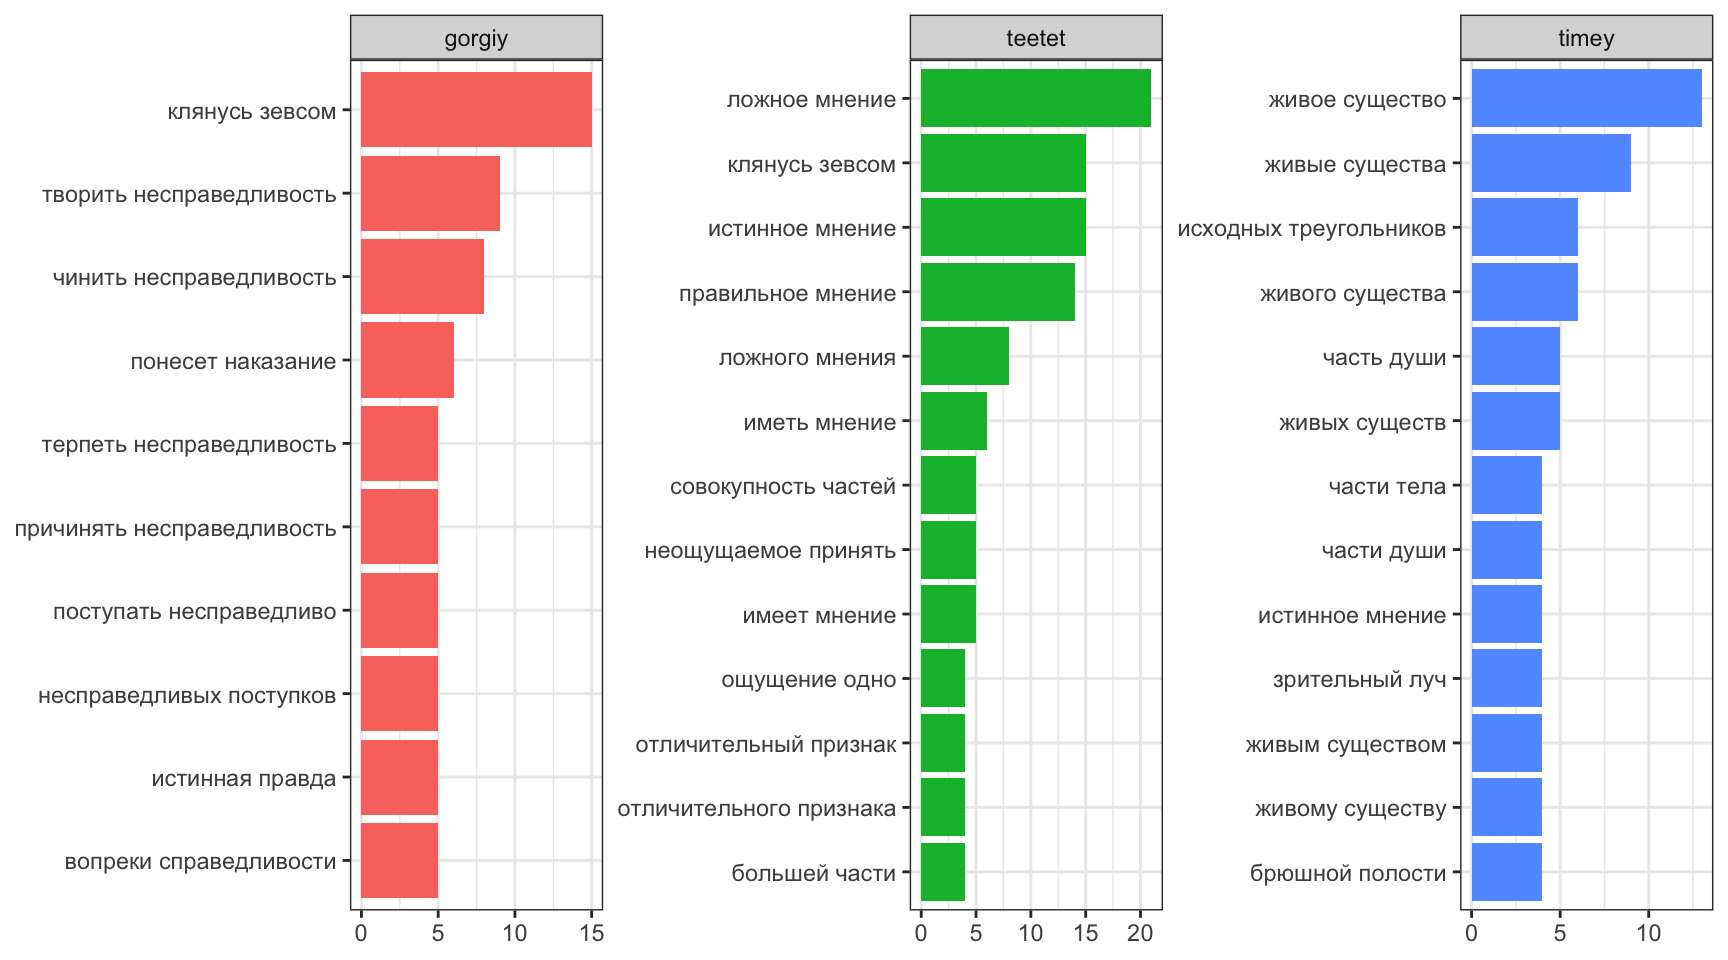 gorgiy
клянусь зевсом
творить несправедливость
чинить несправедливость
понесет наказание
терпеть несправедливость
причинять несправедливость
поступать несправедливо
несправедливых поступков
истинная правда
вопреки справедливости
0 5 10 15
teetet
ложное мнение
клянусь зевсом
истинное мнение
правильное мнение
ложного мнения
иметь мнение
совокупность частей
неощущаемое принять
имеет мнение
ощущение одно
отличительный признак
отличительного признака
большей части
0 5 10 15 20
timey
живое существо
живые существа
исходных треугольников
живого существа
часть души
живых существ
части тела
части души
истинное мнение
зрительный луч
живым существом
живому существу
брюшной полости
0 5 10